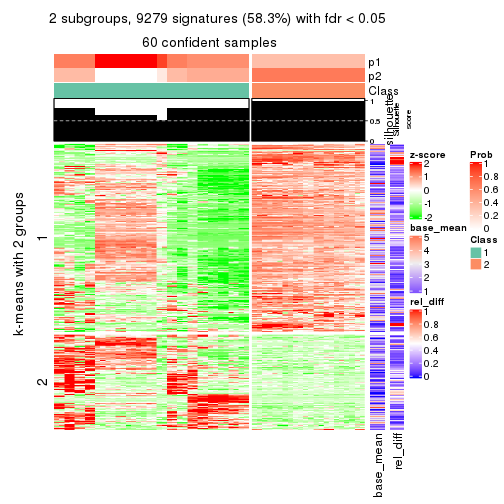 2 subgroups, 9279 signatures (58.3%) with fdr < 0.05
60 confident samples
p1
p2
Class
1
0.5
0
silhouette
Silhouette
score
k-means with 2 groups
1
2
z-score
2
1
0
-1
-2
base_mean
5
4
3
2
1
rel_diff
1
0.8
0.6
0.4
0.2
0
Prob
1
0.8
0.6
0.4
0.2
0
Class
1
2
base_mean
rel_diff